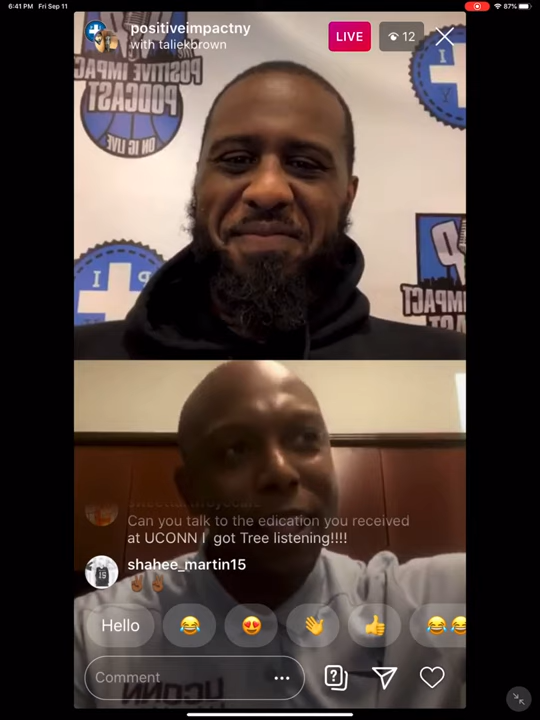 6:41 PM Fri Sep 11
87%
positiveimpactny
with taliekbrown
LIVE
12
POSITIVE IMPACT
PODCAST
ON IG LIVE
I P
Y
IMPACT
Can you talk to the edication you received
at UCONN I got Tree listening!!!!
shahee_martin15
Hello
Comment
UCONN